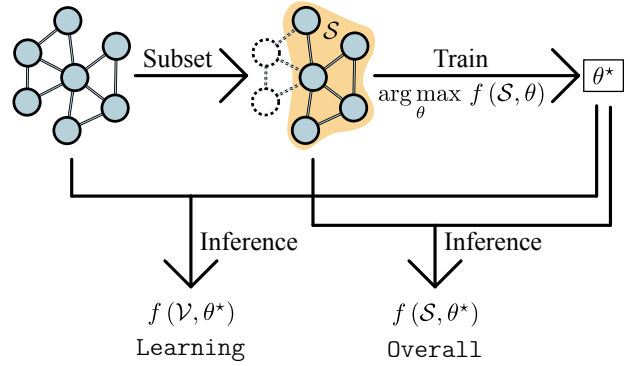 𝒮
Subset
Train
θ⋆
arg max f (𝒮, θ)
θ
Inference
Inference
f (𝒱, θ⋆)
f (𝒮, θ⋆)
Learning
Overall